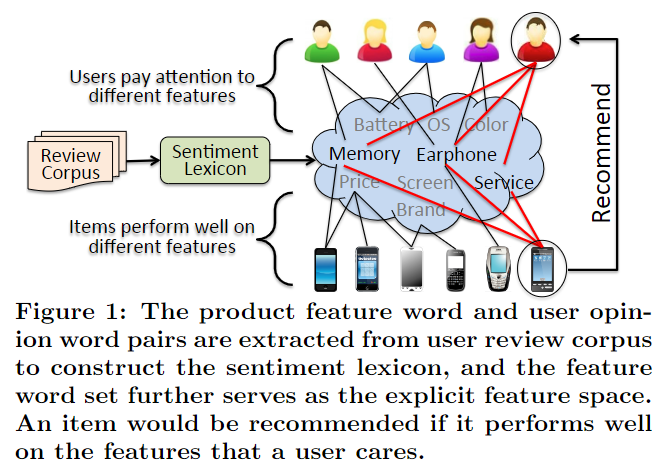 Users pay attention to
different features
Review
Corpus
Sentiment
Lexicon
Battery OS Color
Memory Earphone
Price Screen Service
Brand
Items perform well on
different features
Recommend
Figure 1: The product feature word and user opin-
ion word pairs are extracted from user review corpus
to construct the sentiment lexicon, and the feature
word set further serves as the explicit feature space.
An item would be recommended if it performs well
on the features that a user cares.